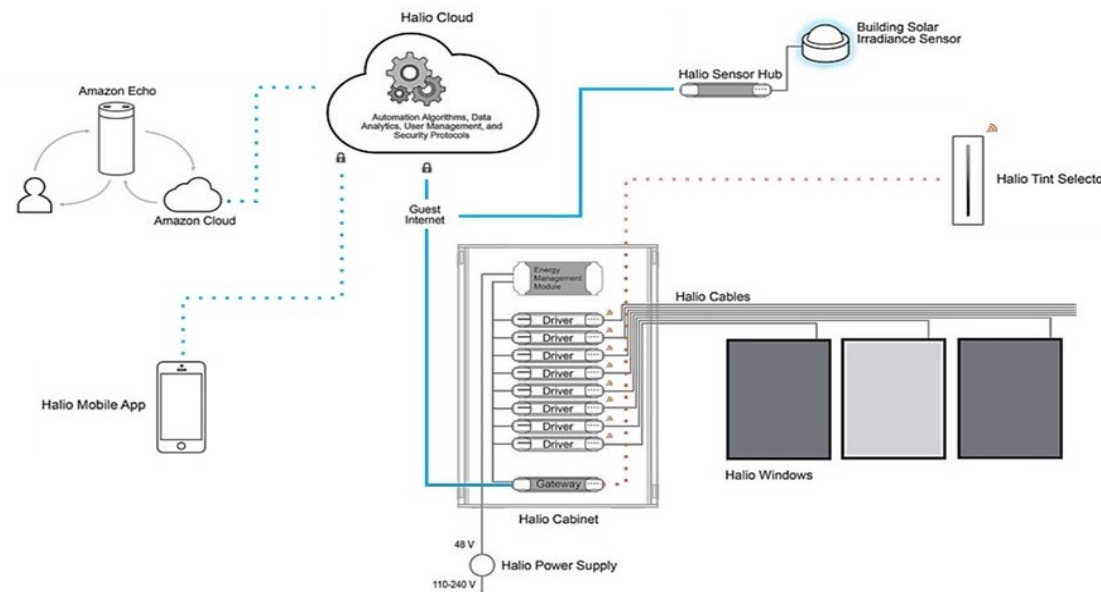 Halio Cloud
Automation Algorithms, Data
Analytics, User Management, and
Security Protocols
Building Solar
Irradiance Sensor
Halio Sensor Hub
Amazon Echo
Amazon Cloud
Halio Tint Selecto
Guest
Internet
Energy
Management
Module
Halio Cables
Driver
Driver
Driver
Driver
Driver
Driver
Driver
Driver
Halio Mobile App
Halio Windows
Gateway
Halio Cabinet
48 V
Halio Power Supply
110-240 V